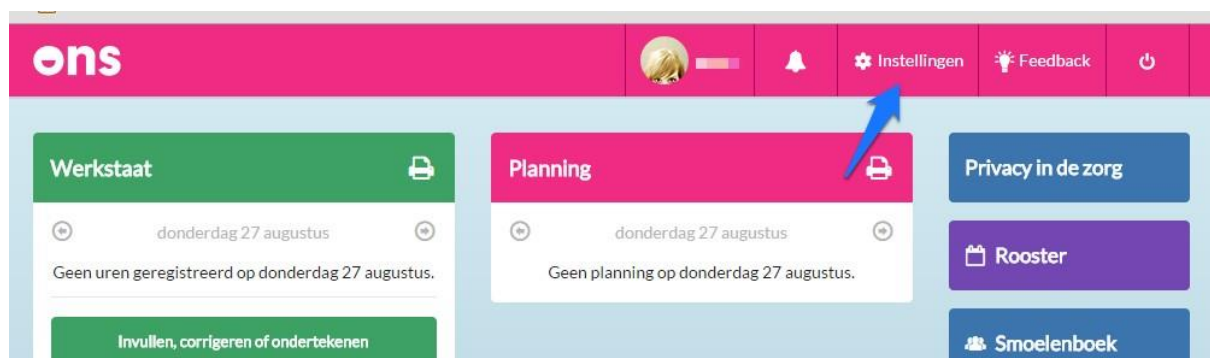 ons
Instellingen
Feedback
Werkstaat
donderdag 27 augustus
Geen uren geregistreerd op donderdag 27 augustus.
Invullen, corrigeren of ondertekenen
Planning
donderdag 27 augustus
Geen planning op donderdag 27 augustus.
Privacy in de zorg
Rooster
Smoelenboek